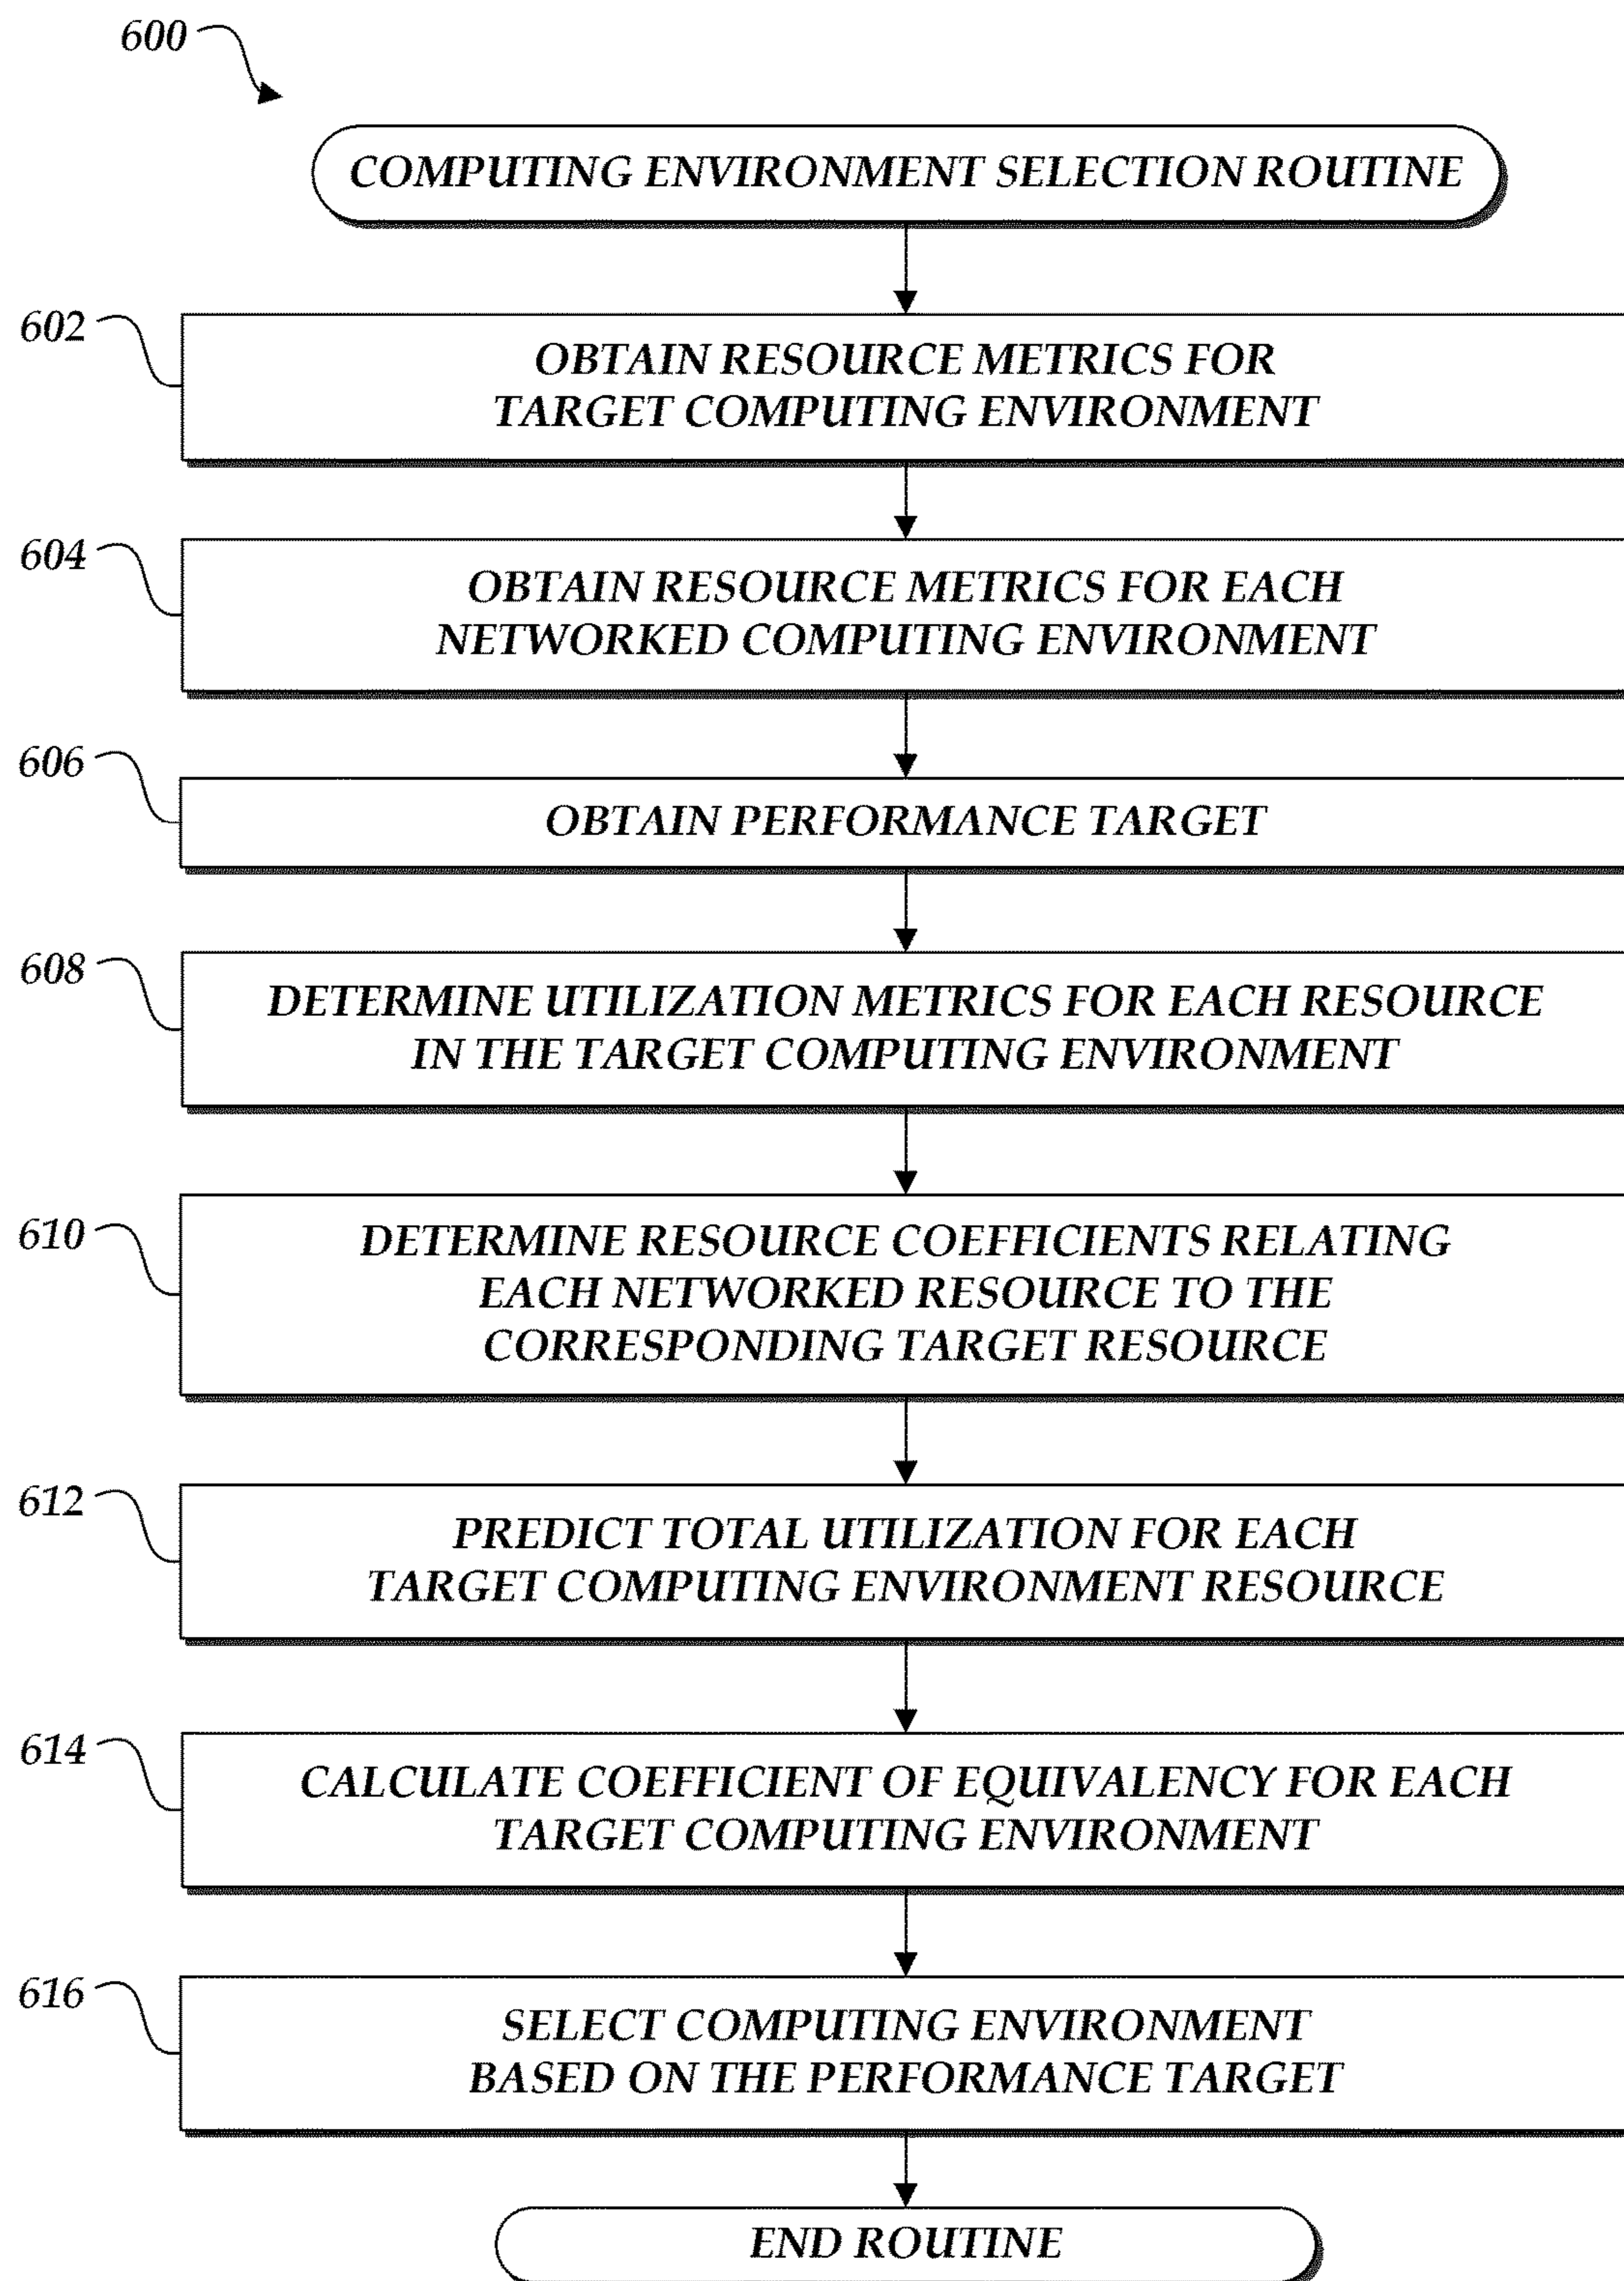 600
COMPUTING ENVIRONMENT SELECTION ROUTINE
602
OBTAIN RESOURCE METRICS FOR
TARGET COMPUTING ENVIRONMENT
604
OBTAIN RESOURCE METRICS FOR EACH
NETWORKED COMPUTING ENVIRONMENT
606
OBTAIN PERFORMANCE TARGET
608
DETERMINE UTILIZATION METRICS FOR EACH RESOURCE
IN THE TARGET COMPUTING ENVIRONMENT
610
DETERMINE RESOURCE COEFFICIENTS RELATING
EACH NETWORKED RESOURCE TO THE
CORRESPONDING TARGET RESOURCE
612
PREDICT TOTAL UTILIZATION FOR EACH
TARGET COMPUTING ENVIRONMENT RESOURCE
614
CALCULATE COEFFICIENT OF EQUIVALENCY FOR EACH
TARGET COMPUTING ENVIRONMENT
616
SELECT COMPUTING ENVIRONMENT
BASED ON THE PERFORMANCE TARGET
END ROUTINE